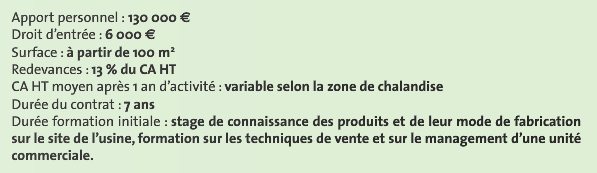 Apport personnel : 130 000 €
Droit d'entrée : 6 000 €
Surface : à partir de 100 m²
Redevances : 13 % du CA HT
CA HT moyen après 1 an d'activité : variable selon la zone de chalandise
Durée du contrat : 7 ans
Durée formation initiale : stage de connaissance des produits et de leur mode de fabrication
sur le site de l'usine, formation sur les techniques de vente et sur le management d'une unité
commerciale.